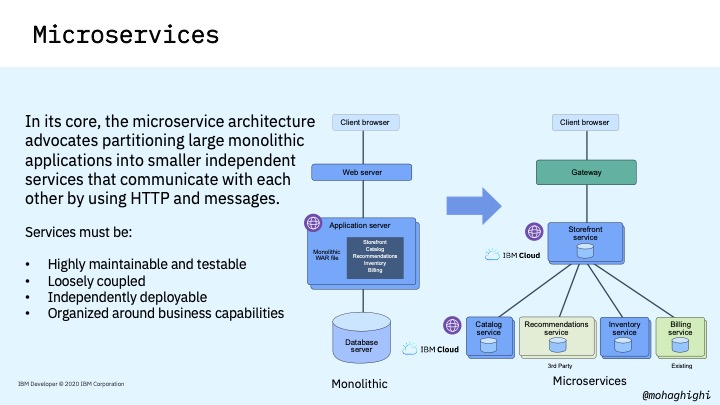 Microservices
In its core, the microservice architecture
advocates partitioning large monolithic
applications into smaller independent
services that communicate with each
other by using HTTP and messages.
Services must be:
• Highly maintainable and testable
• Loosely coupled
• Independently deployable
• Organized around business capabilities
Client browser
Web server
Application server
Monolithic
WAR file
Storefront
Catalog
Recommendations
Inventory
Billing
Database
server
Monolithic
Client browser
Gateway
Storefront
service
IBM Cloud
Catalog
service
Recommendations
service
Inventory
service
Billing
service
IBM Cloud
3rd Party
Existing
Microservices
IBM Developer © 2020 IBM Corporation
@mohaghighi